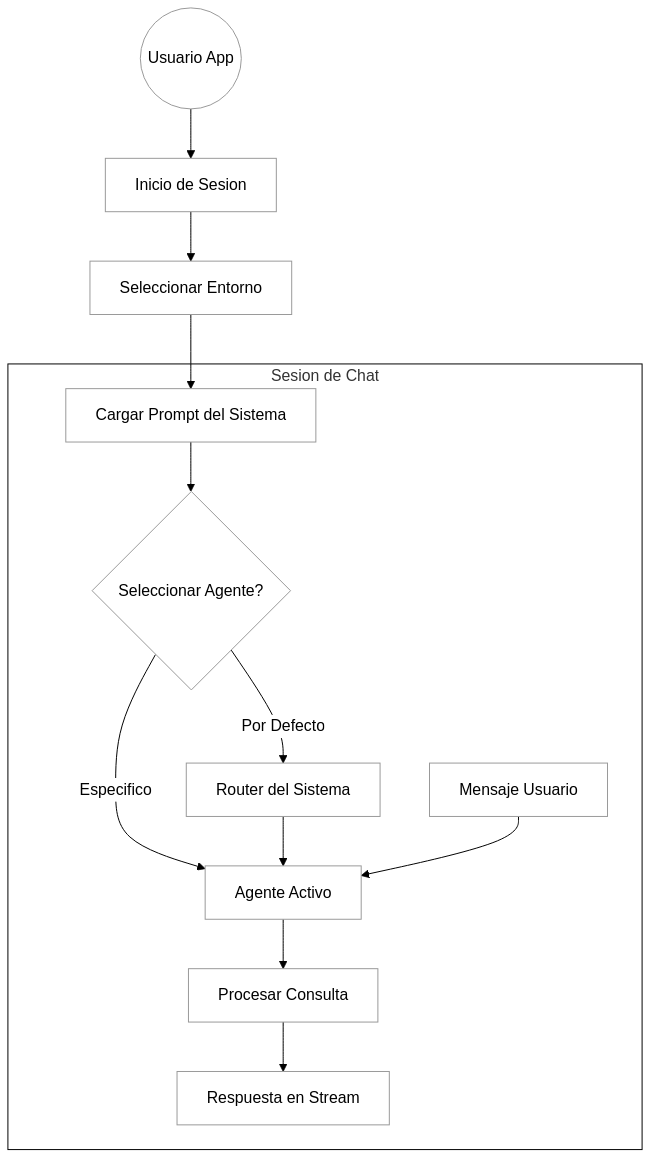 Usuario App
Inicio de Sesion
Seleccionar Entorno
Sesion de Chat
Cargar Prompt del Sistema
Seleccionar Agente?
Por Defecto
Especifico
Router del Sistema
Mensaje Usuario
Agente Activo
Procesar Consulta
Respuesta en Stream